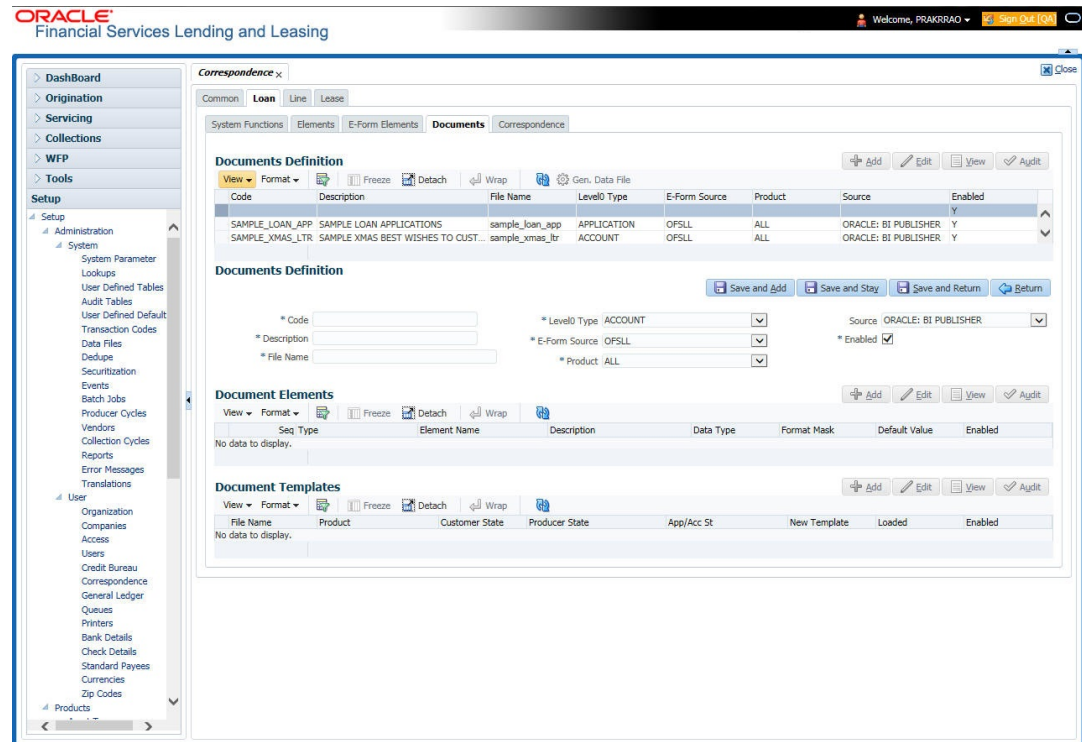 ORACLE
Financial Services Lending and Leasing
Welcome, PRAKRRAO
Sign Out [QA]
DashBoard
Origination
Servicing
Collections
WFP
Tools
Setup
Setup
Administration
System
System Parameter
Lookups
User Defined Tables
Audit Tables
User Defined Default
Transaction Codes
Data Files
Dedupe
Securitization
Events
Batch Jobs
Producer Cycles
Vendors
Collection Cycles
Reports
Error Messages
Translations
User
Organization
Companies
Access
Users
Credit Bureau
Correspondence
General Ledger
Queues
Printers
Bank Details
Check Details
Standard Payees
Currencies
Zip Codes
Products
Correspondence x
Close
Common Loan Line Lease
System Functions Elements E-Form Elements Documents Correspondence
Documents Definition
Add Edit View Audit
View Format Freeze Detach Wrap Gen. Data File
Code Description File Name Level0 Type E-Form Source Product Source Enabled
Y
SAMPLE_LOAN_APP SAMPLE LOAN APPLICATIONS sample_loan_app APPLICATION OFSLL ALL ORACLE: BI PUBLISHER Y
SAMPLE_XMAS_LTR SAMPLE XMAS BEST WISHES TO CUST... sample_xmas_ltr ACCOUNT OFSLL ALL ORACLE: BI PUBLISHER Y
Documents Definition
Save and Add Save and Stay Save and Return Return
* Code * Level0 Type ACCOUNT Source ORACLE: BI PUBLISHER
* Description * E-Form Source OFSLL * Enabled
* File Name * Product ALL
Document Elements
Add Edit View Audit
View Format Freeze Detach Wrap
Seq Type Element Name Description Data Type Format Mask Default Value Enabled
No data to display.
Document Templates
Add Edit View Audit
View Format Freeze Detach Wrap
File Name Product Customer State Producer State App/Acc St New Template Loaded Enabled
No data to display.